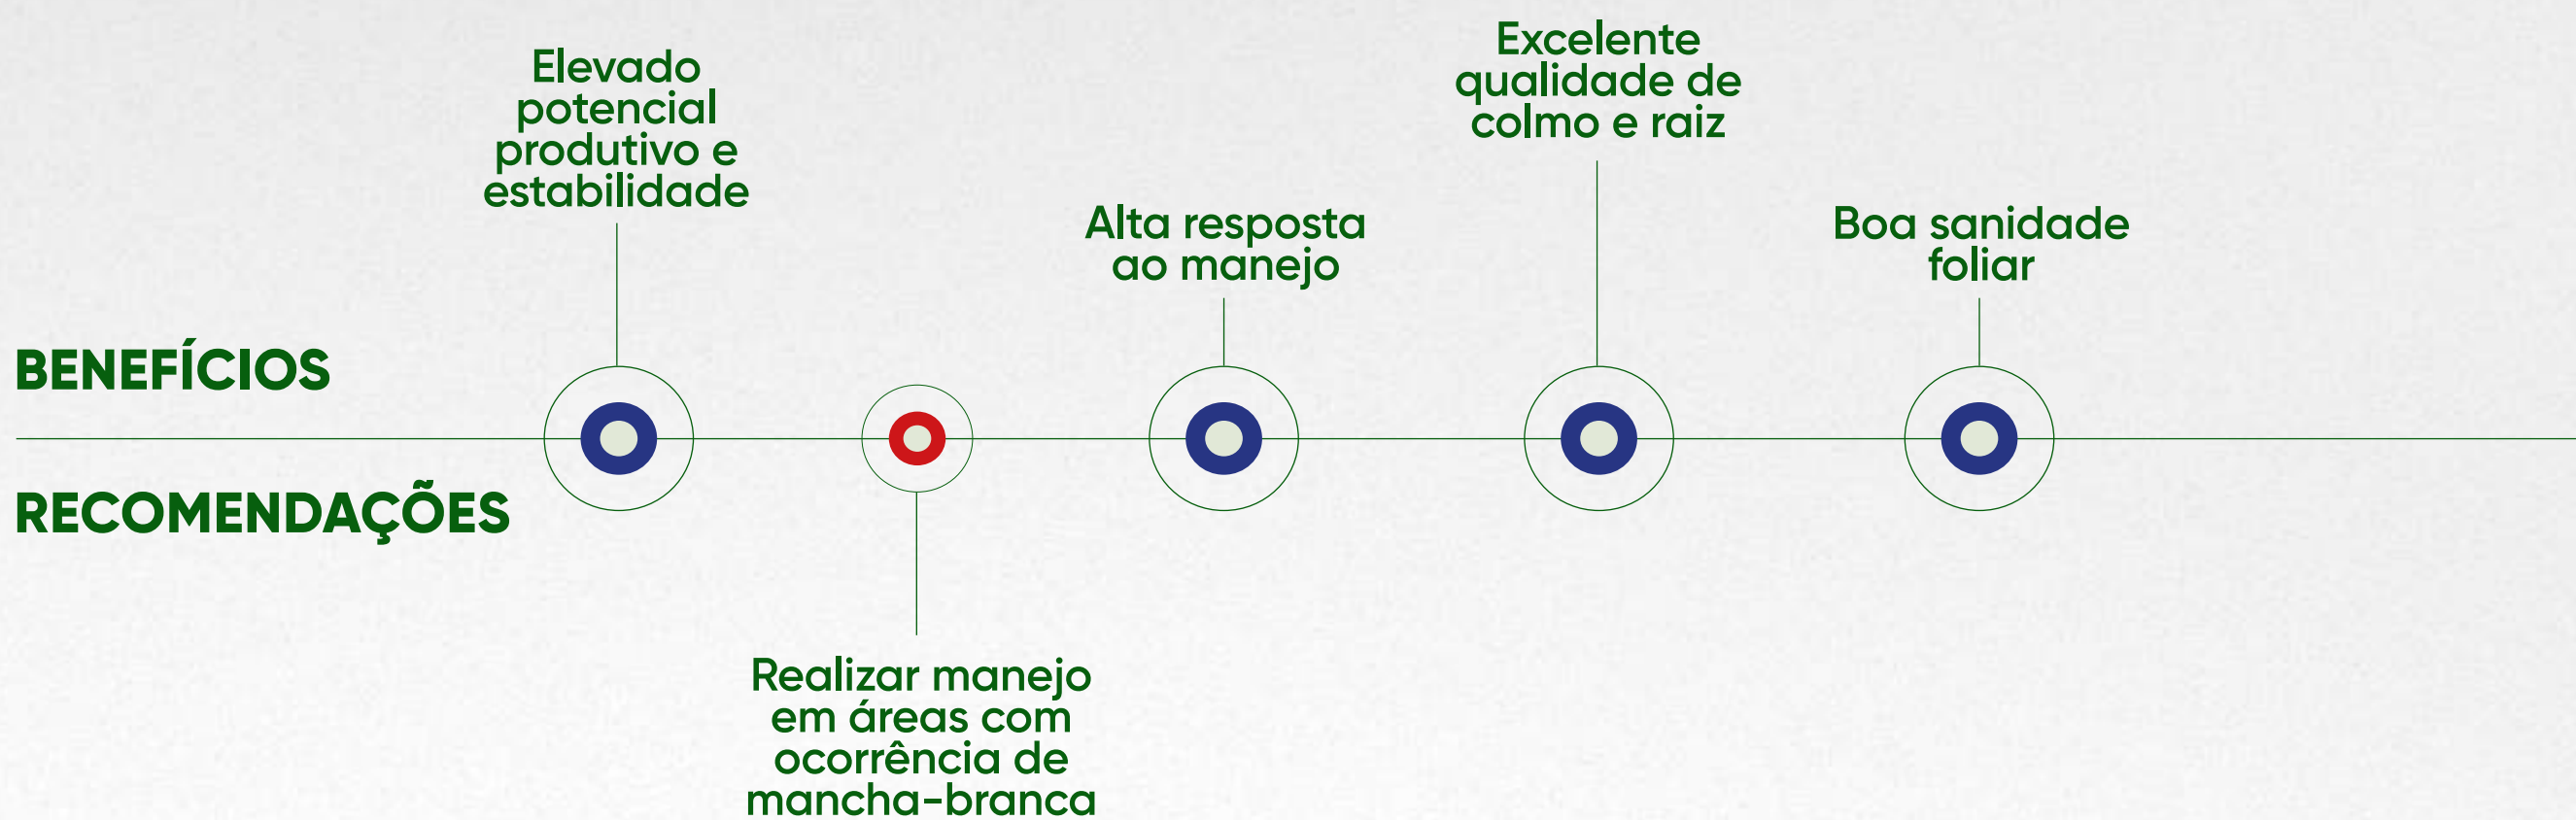 BENEFÍCIOS
RECOMENDAÇÕES
Elevado
potencial
produtivo e
estabilidade
Realizar manejo
em áreas com
ocorrência de
mancha-branca
Alta resposta
ao manejo
Excelente
qualidade de
colmo e raiz
Boa sanidade
foliar